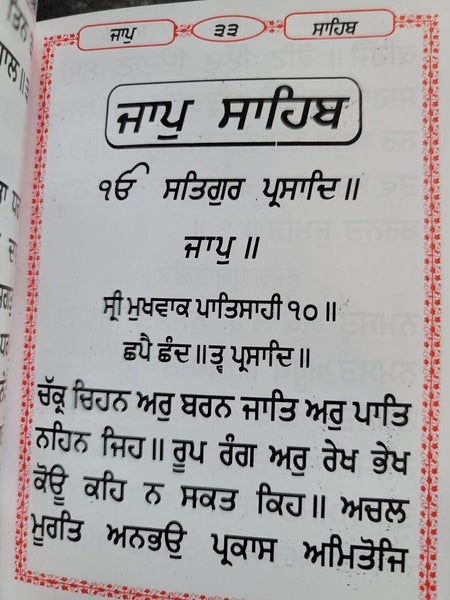 ਜਾਪੁ ੩੩ ਸਾਹਿਬ
ਜਾਪੁ ਸਾਹਿਬ
ੴ ਸਤਿਗੁਰ ਪ੍ਰਸਾਦਿ॥
ਜਾਪੁ॥
ਸ੍ਰੀ ਮੁਖਵਾਕ ਪਾਤਿਸਾਹੀ ੧੦॥
ਛਪੈ ਛੰਦ॥ਤ੍ਵ ਪ੍ਰਸਾਦਿ॥
ਚੱਕ੍ਰ ਚਿਹਨ ਅਰੁ ਬਰਨ ਜਾਤਿ ਅਰੁ ਪਾਤਿ
ਨਹਿਨ ਜਿਹ॥ ਰੂਪ ਰੰਗ ਅਰੁ ਰੇਖ ਭੇਖ
ਕੋਊ ਕਹਿ ਨ ਸਕਤ ਕਿਹ॥ ਅਚਲ
ਮੂਰਤਿ ਅਨਭਉ ਪ੍ਰਕਾਸ ਅਮਿਤੋਜਿ